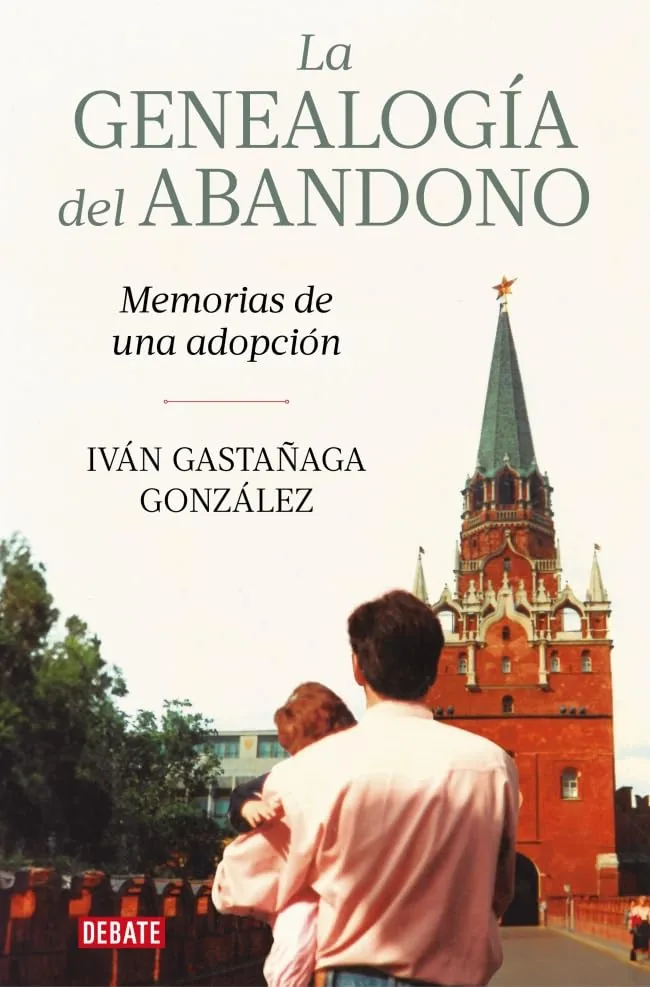 La
GENEALOGÍA
del ABANDONO
Memorias de
una adopción
IVÁN GASTAÑAGA
GONZÁLEZ
DEBATE